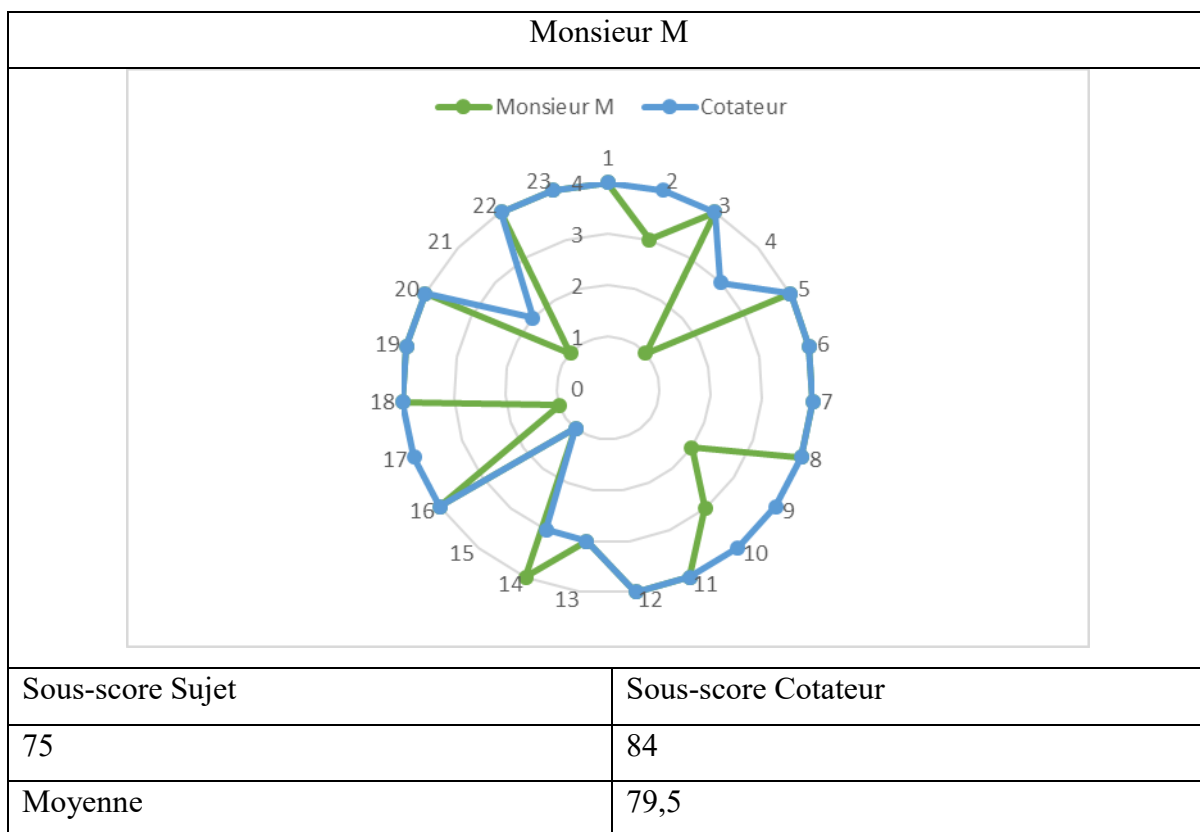 Monsieur M
Monsieur M Cotateur
1
23 4 2
22 3
21 3 4
20 2 5
19 1 6
18 0 7
17 8
16 9
15 10
14 11
13 12
Sous-score Sujet Sous-score Cotateur
75 84
Moyenne 79,5